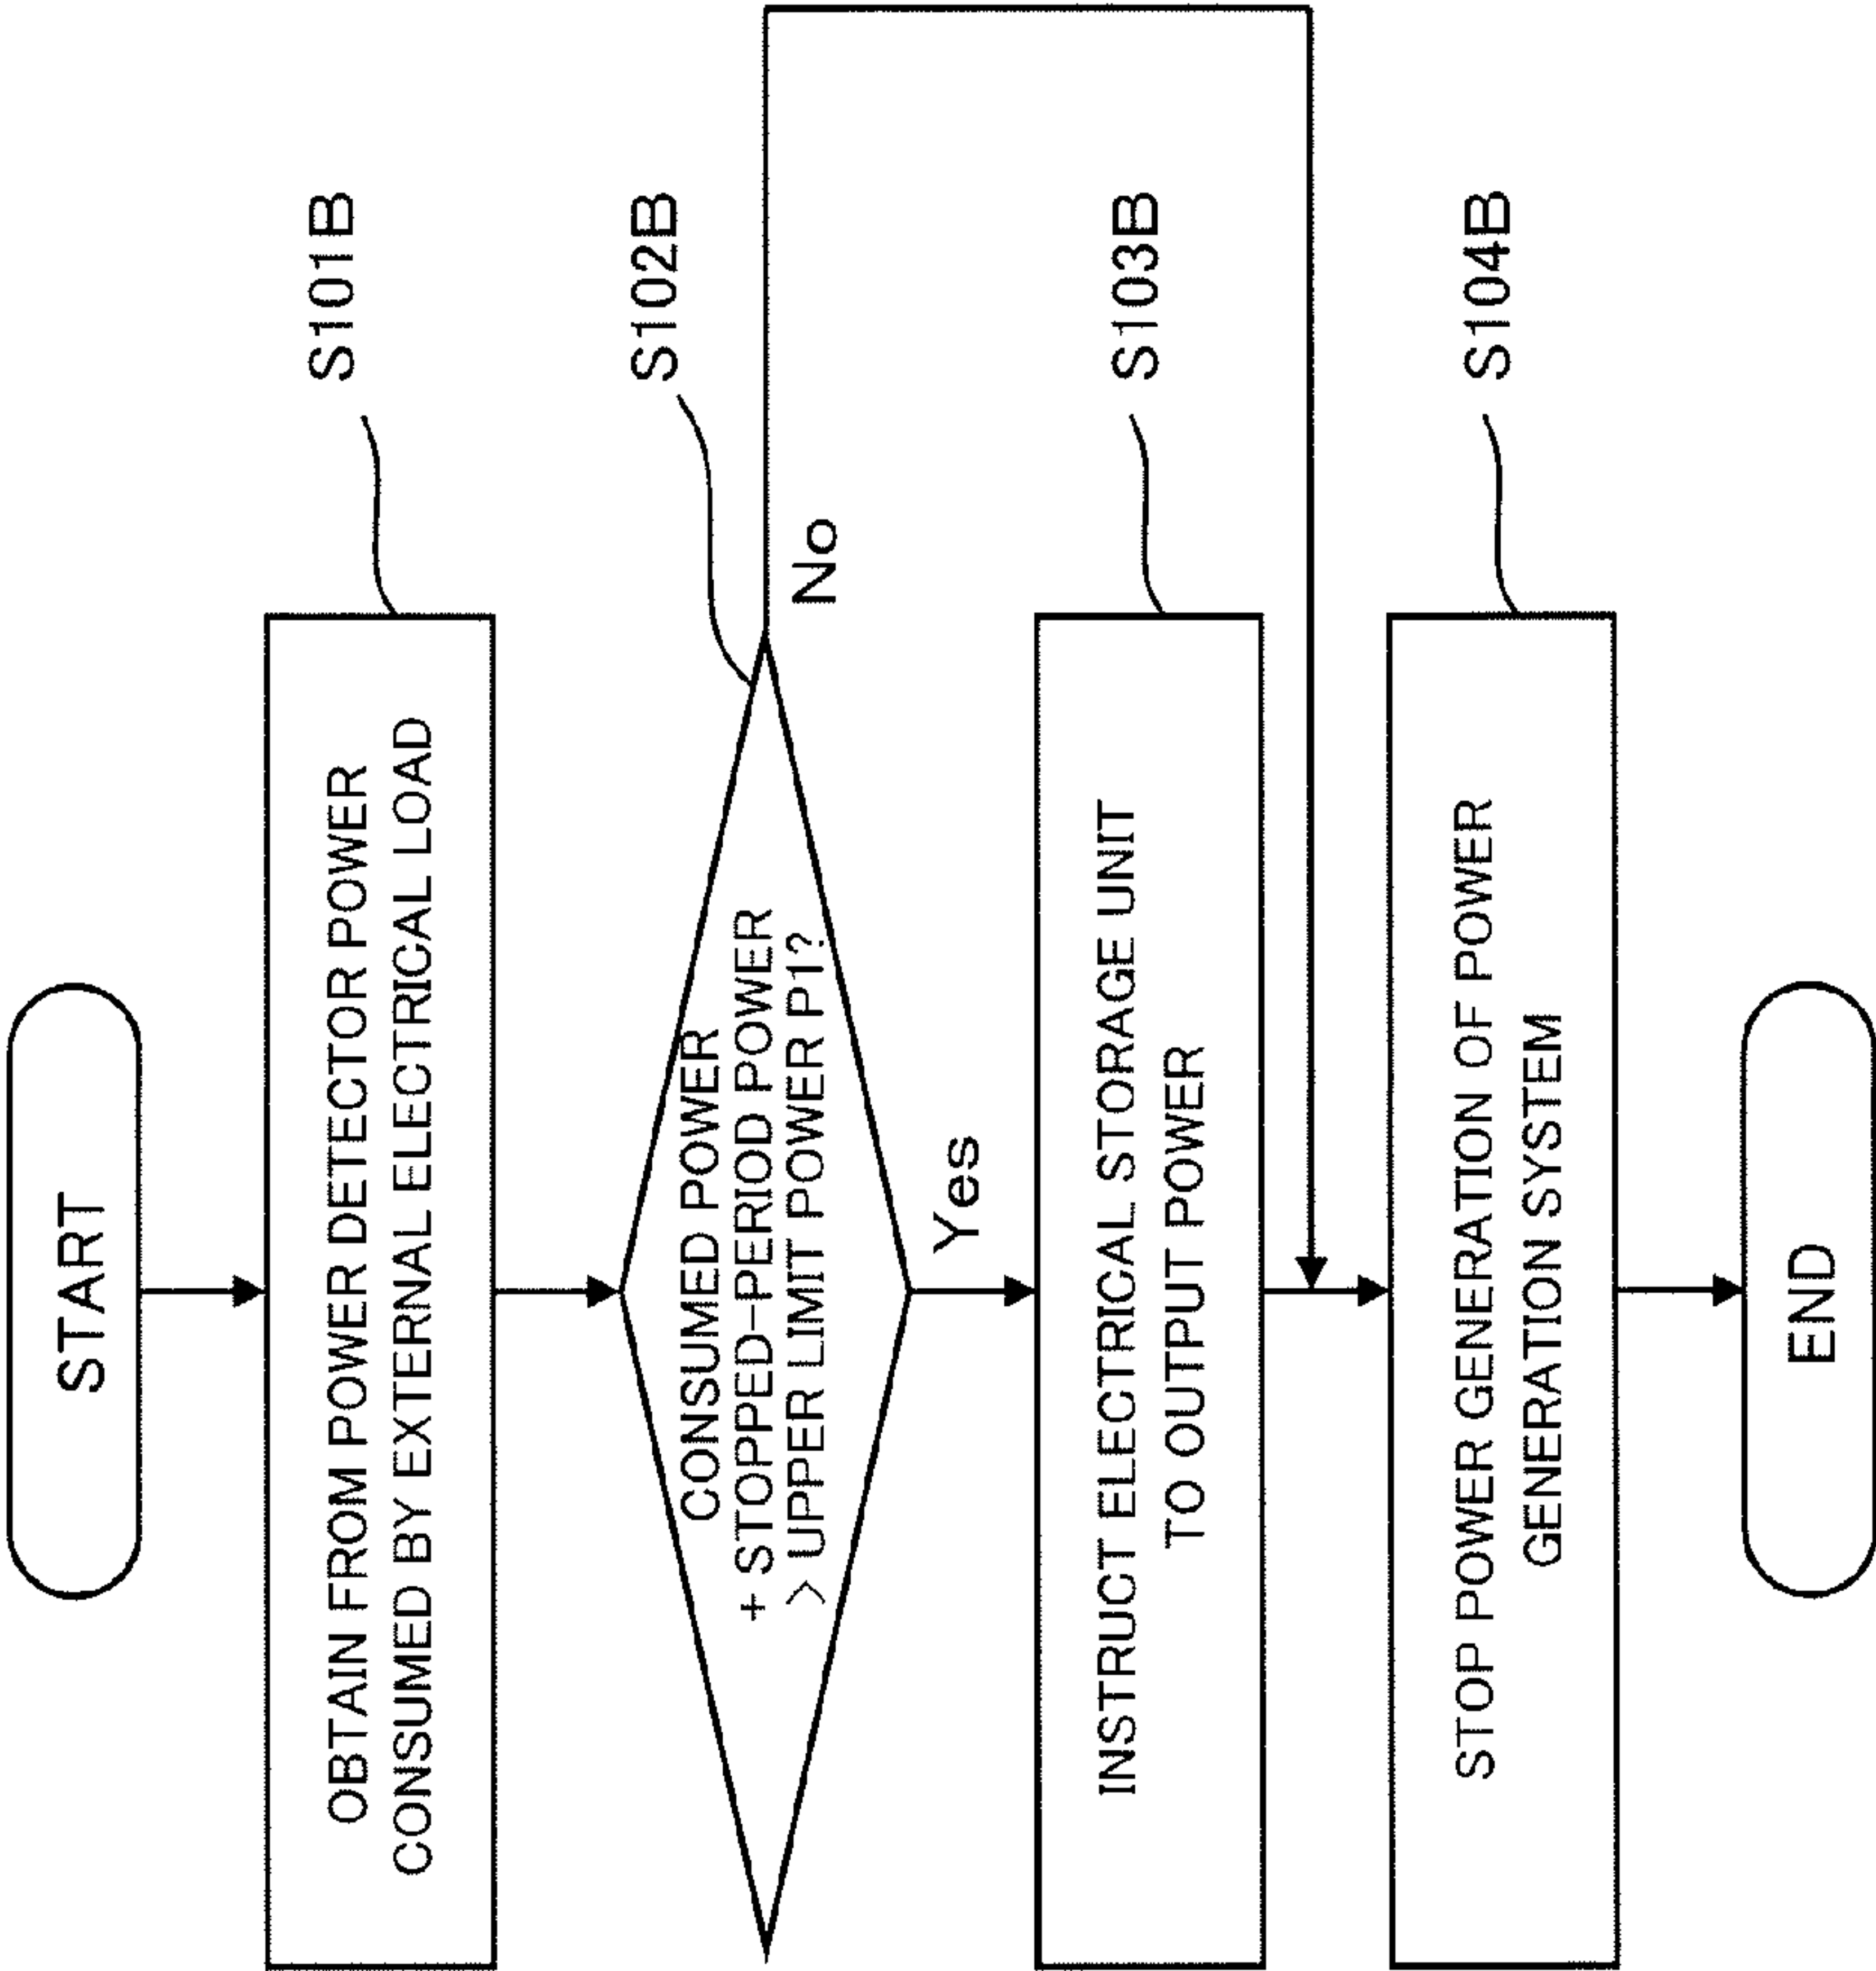 START
OBTAIN FROM POWER DETECTOR POWER
CONSUMED BY EXTERNAL ELECTRICAL LOAD
S101B
CONSUMED POWER
+ STOPPED-PERIOD POWER
> UPPER LIMIT POWER P1?
S102B
No
Yes
INSTRUCT ELECTRICAL STORAGE UNIT
TO OUTPUT POWER
S103B
STOP POWER GENERATION OF POWER
GENERATION SYSTEM
S104B
END